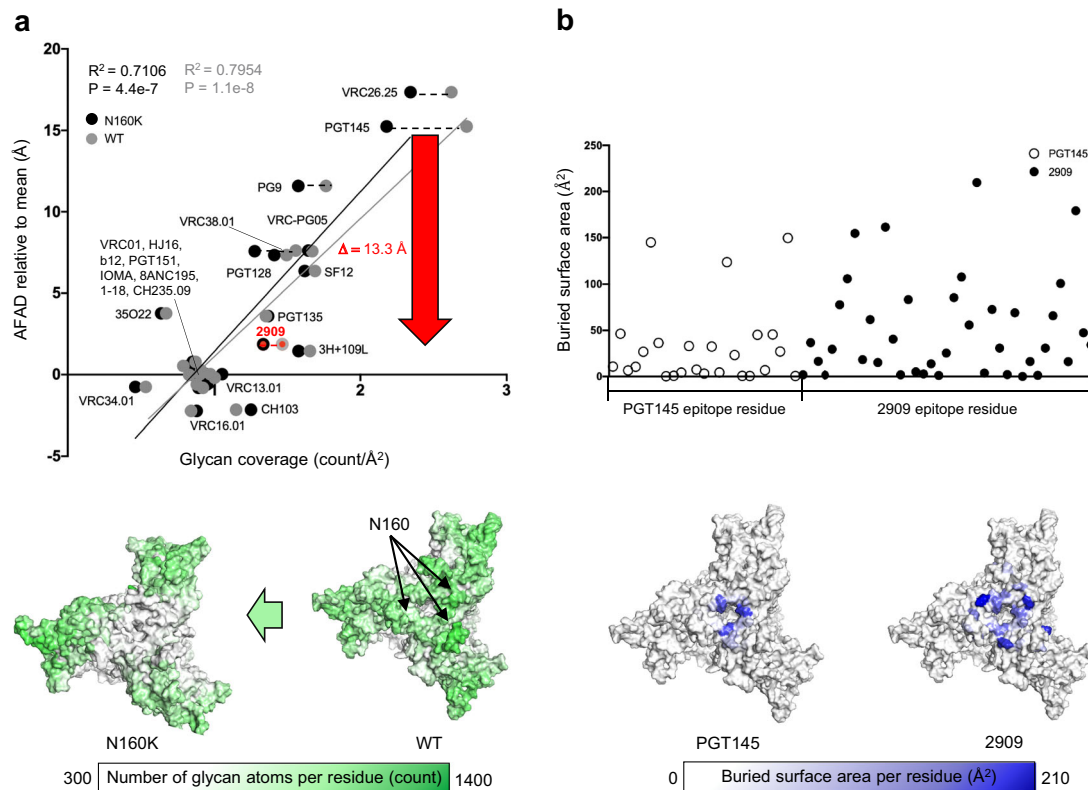 a
b
20
15
10
5
0
-5
AFAD relative to mean (Å)
R² = 0.7106
P = 4.4e-7
R² = 0.7954
P = 1.1e-8
N160K
WT
VRC26.25
PGT145
PG9
VRC38.01
VRC-PG05
VRC01, HJ16,
b12, PGT151,
IOMA, 8ANC195,
1-18, CH235.09
PGT128
Δ = 13.3 Å
SF12
35O22
PGT135
2909
3H+109L
VRC34.01
VRC13.01
CH103
VRC16.01
1
2
3
Glycan coverage (count/Å²)
250
200
150
100
50
0
Buried surface area (Å²)
PGT145
2909
PGT145 epitope residue
2909 epitope residue
N160
N160K
WT
300
Number of glycan atoms per residue (count)
1400
PGT145
2909
0
Buried surface area per residue (Å²)
210